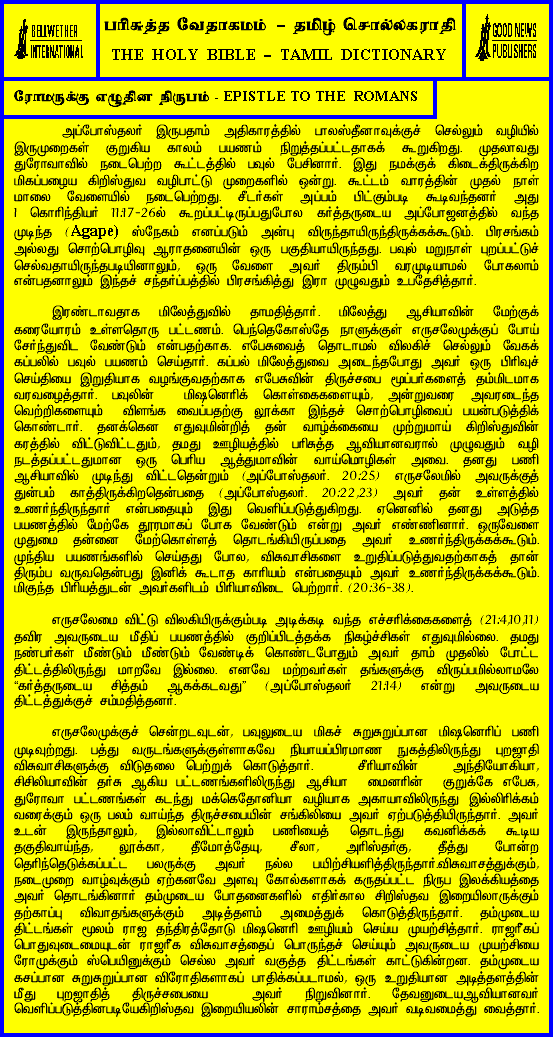 BELLWETHER
INTERNATIONAL
பரிசுத்த வேதாகமம் – தமிழ் சொல்லகராதி
THE HOLY BIBLE – TAMIL DICTIONARY
GOOD NEWS
PUBLISHERS
ரோமருக்கு எழுதின நிருபம் - EPISTLE TO THE ROMANS
அப்போஸ்தலர் இருபதாம் அதிகாரத்தில் பாலஸ்தீனாவுக்குச் செல்லும் வழியில்
இருமுறைகள் குறுகிய காலம் பயணம் நிறுத்தப்பட்டதாகக் கூறுகிறது. முதலாவது
துரோவாவில் நடைபெற்ற கூட்டத்தில் பவுல் பேசினார். இது நமக்குக் கிடைக்திருக்கிற
மிகப்பழைய கிறிஸ்துவ வழிபாட்டு முறைகளில் ஒன்று. கூட்டம் வாரத்தின் முதல் நாள்
மாலை வேளையில் நடைபெற்றது. சீடர்கள் அப்பம் பிட்கும்படி கூடிவந்தனர் அது
1 கொரிந்தியர் 11:17-26ல் கூறப்பட்டிருப்பதுபோல கர்த்தருடைய அப்போஜனத்தில் வந்த
முடிந்த (Agape) ஸ்நேகம் எனப்படும் அன்பு விருந்தாயிருந்திருக்கக்கூடும். பிரசங்கம்
அல்லது சொற்பொழிவு ஆராதனையின் ஒரு பகுதியாயிருந்தது. பவுல் மறுநாள் புறப்பட்டுச்
செல்வதாயிருந்தபடியினாலும், ஒரு வேளை அவர் திரும்பி வரமுடியாமல் போகலாம்
என்பதனாலும் இந்தச் சந்தர்ப்பத்தில் பிரசங்கித்து இரா முழுவதும் உபதேசித்தார்.
இரண்டாவதாக மிலேத்துவில் தாமதித்தார். மிலேத்து ஆசியாவின் மேற்குக்
கரையோரம் உள்ளதொரு பட்டணம். பெந்தெகோஸ்தே நாளுக்குள் எருசலேமுக்குப் போய்
சேர்ந்துவிட வேண்டும் என்பதற்காக. எபேசுவைத் தொடாமல் விலகிச் செல்லும் வேகக்
கப்பலில் பவுல் பயணம் செய்தார். கப்பல் மிலேத்துவை அடைந்தபோது அவர் ஒரு பிரிவுச்
செய்தியை இறுதியாக வழங்குவதற்காக எபேசுவின் திருச்சபை மூப்பர்களைத் தம்மிடமாக
வரவழைத்தார். பவுலின் மிஷனெரிக் கொள்கைகளையும், அன்றுவரை அவரடைந்த
வெற்றிகளையும் விளங்க வைப்பதற்கு லூக்கா இந்தச் சொற்பொழிவைப் பயன்படுத்திக்
கொண்டார். தனக்கென எதுவுமின்றித் தன் வாழ்க்கையை முற்றுமாய் கிறிஸ்துவின்
கரத்தில் விட்டுவிட்டதும், தமது ஊழியத்தில் பரிசுத்த ஆவியானவரால் முழுவதும் வழி
நடத்தப்பட்டதுமான ஒரு பெரிய ஆத்துமாவின் வாய்மொழிகள் அவை. தனது பணி
ஆசியாவில் முடிந்து விட்டதென்றும் (அப்போஸ்தலர். 20:25) எருசலேமில் அவருக்குத்
துன்பம் காத்திருக்கிறதென்பதை (அப்போஸ்தலர். 20:22,23) அவர் தன் உள்ளத்தில்
உணர்ந்திருந்தார் என்பதையும் இது வெளிப்படுத்துகிறது. ஏனெனில் தனது அடுத்த
பயணத்தில் மேற்கே தூரமாகப் போக வேண்டும் என்று அவர் எண்ணினார். ஒருவேளை
முதுமை தன்னை மேற்கொள்ளத் தொடங்கியிருப்பதை அவர் உணர்ந்திருக்கக்கூடும்.
முந்திய பயணங்களில் செய்தது போல, விசுவாசிகளை உறுதிப்படுத்துவதற்காகத் தான்
திரும்ப வருவதென்பது இனிக் கூடாத காரியம் என்பதையும் அவர் உணர்ந்திருக்கக்கூடும்.
மிகுந்த பிரியத்துடன் அவர்களிடம் பிரியாவிடை பெற்றார். (20:36-38).
எருசலேமை விட்டு விலகியிருக்கும்படி அடிக்கடி வந்த எச்சரிக்கைகளைத் (21:4,10,11)
தவிர அவருடைய மீதிப் பயணத்தில் குறிப்பிடத்தக்க நிகழ்ச்சிகள் எதுவுமில்லை. தமது
நண்பர்கள் மீண்டும் மீண்டும் வேண்டிக் கொண்டபோதும் அவர் தாம் முதலில் போட்ட
திட்டத்திலிருந்து மாறவே இல்லை. எனவே மற்றவர்கள் தங்களுக்கு விருப்பமில்லாமலே
“கர்த்தருடைய சித்தம் ஆகக்கடவது” (அப்போஸ்தலர் 21:14) என்று அவருடைய
திட்டத்துக்குச் சம்மதித்தனர்.
எருசலேமுக்குச் சென்றடவுடன், பவுலுடைய மிகச் சுறுசுறுப்பான மிஷனெரிப் பணி
முடிவுற்றது. பத்து வருடங்களுக்குள்ளாகவே நியாயப்பிரமாண நுகத்திலிருந்து புறஜாதி
விசுவாசிகளுக்கு விடுதலை பெற்றுக் கொடுத்தார். சீரியாவின் அந்தியோகியா,
சிசிலியாவின் தர்சு ஆகிய பட்டணங்களிலிருந்து ஆசியா மைனரின் குறுக்கே எபேசு,
துரோவா பட்டணங்கள் கடந்து மக்கெதோனியா வழியாக அகாயாவிலிருந்து இல்லிரிக்கம்
வரைக்கும் ஒரு பலம் வாய்ந்த திருச்சபையின் சங்கிலியை அவர் ஏற்படுத்தியிருந்தார். அவர்
உடன் இருந்தாலும், இல்லாவிட்டாலும் பணியைத் தொடந்து கவனிக்கக் கூடிய
தகுதிவாய்ந்த, லூக்கா, தீமோத்தேயு, சீலா, அரிஸ்தர்கு, தீத்து போன்ற
தெரிந்தெடுக்கப்பட்ட பலருக்கு அவர் நல்ல பயிற்சியளித்திருந்தார்.விசுவாசத்துக்கும்,
நடைமுறை வாழ்வுக்கும் ஏற்கனவே அளவு கோல்களாகக் கருதப்பட்ட நிருப இலக்கியத்தை
அவர் தொடங்கினார் தம்முடைய போதனைகளில் எதிர்கால சிறிஸ்தவ இறையிலாருக்கும்
தற்காப்பு விவாதங்களுக்கும் அடித்தளம் அமைத்துக் கொடுத்திருந்தார். தம்முடைய
திட்டங்கள் மூலம் ராஜ தந்திரத்தோடு மிஷனெரி ஊழியம் செய்ய முயற்சித்தார். ராஜரீகப்
பொதுவுடைமையுடன் ராஜரீக விசுவாசத்தைப் பொருந்தச் செய்யும் அவருடைய முயற்சியை
ரோமுக்கும் ஸ்பெயினுக்கும் செல்ல அவர் வகுத்த திட்டங்கள் காட்டுகின்றன. தம்முடைய
கசப்பான சுறுசுறுப்பான விரோதிகளாகப் பாதிக்கப்படாமல், ஒரு உறுதியான அடித்தளத்தின்
மீது புறஜாதித் திருச்சபையை அவர் நிறுவினார். தேவனுடையஆவியானவர்
வெளிப்படுத்தினபடியேகிறிஸ்தவ இறையியலின் சாராம்சத்தை அவர் வடிவமைத்து வைத்தார்.